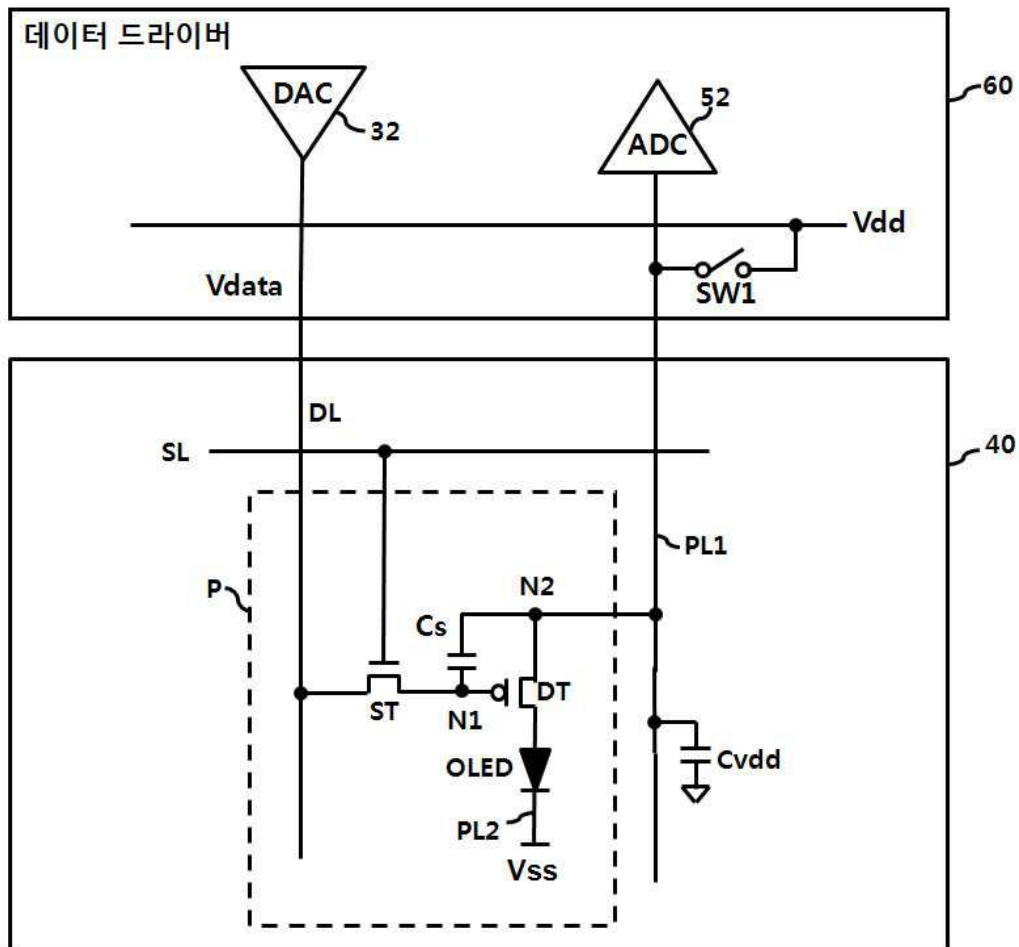 데이터 드라이버
DAC
32
52
ADC
60
Vdd
Vdata
SW1
DL
SL
40
PL1
P
N2
Cs
DT
ST
N1
OLED
Cvdd
PL2
Vss